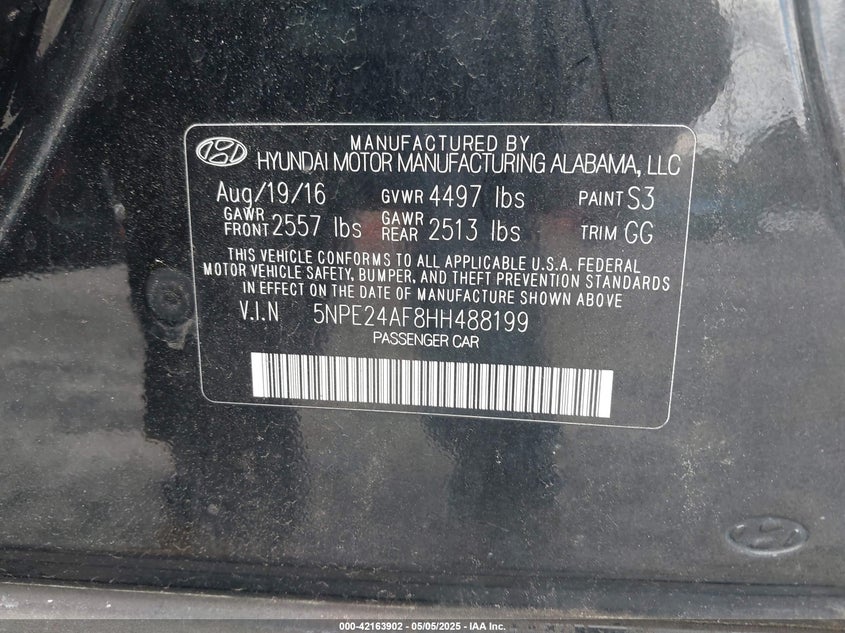 MANUFACTURED BY
HYUNDAI MOTOR MANUFACTURING ALABAMA, LLC
Aug/19/16 GVWR 4497 lbs PAINT S3
GAWR FRONT 2557 lbs GAWR REAR 2513 lbs TRIM GG
THIS VEHICLE CONFORMS TO ALL APPLICABLE U.S.A. FEDERAL
MOTOR VEHICLE SAFETY, BUMPER, AND THEFT PREVENTION STANDARDS
IN EFFECT ON THE DATE OF MANUFACTURE SHOWN ABOVE
V.I.N 5NPE24AF8HH488199
PASSENGER CAR
000-42163902 - 05/05/2025 - IAA Inc.